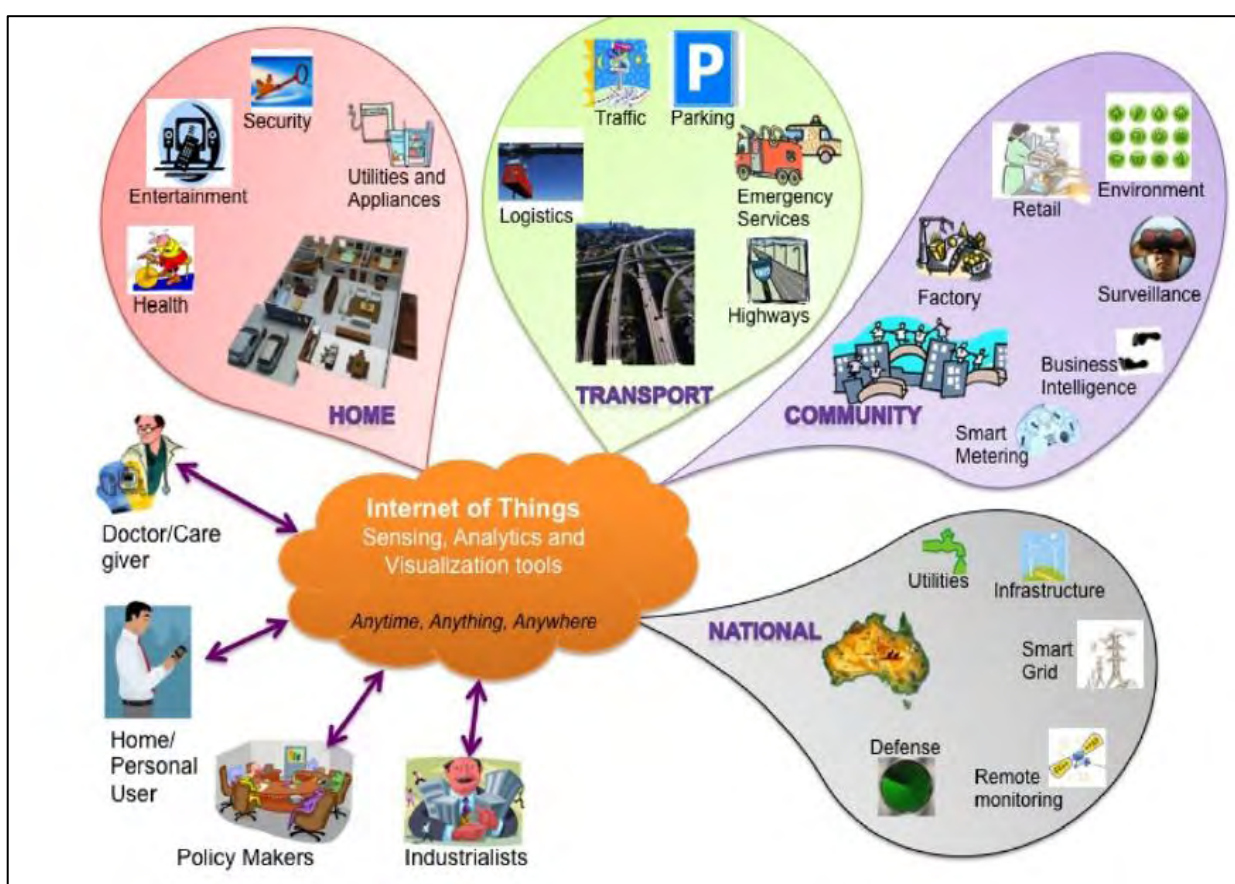 Security
Entertainment
Utilities and
Appliances
Health
HOME
Traffic
P
Parking
Logistics
Emergency
Services
Highways
TRANSPORT
Retail
Environment
Factory
Surveillance
Business
Intelligence
COMMUNITY
Smart
Metering
Internet of Things
Sensing, Analytics and
Visualization tools
Anytime, Anything, Anywhere
Doctor/Care
giver
Home/
Personal
User
Policy Makers
Industrialists
NATIONAL
Utilities
Infrastructure
Smart
Grid
Defense
Remote
monitoring